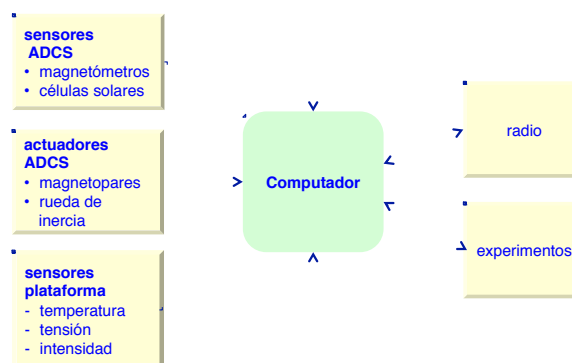 sensores
ADCS
• magnetómetros
• células solares
actuadores
ADCS
• magnetopares
• rueda de
inercia
sensores
plataforma
- temperatura
- tensión
- intensidad
Computador
radio
experimentos